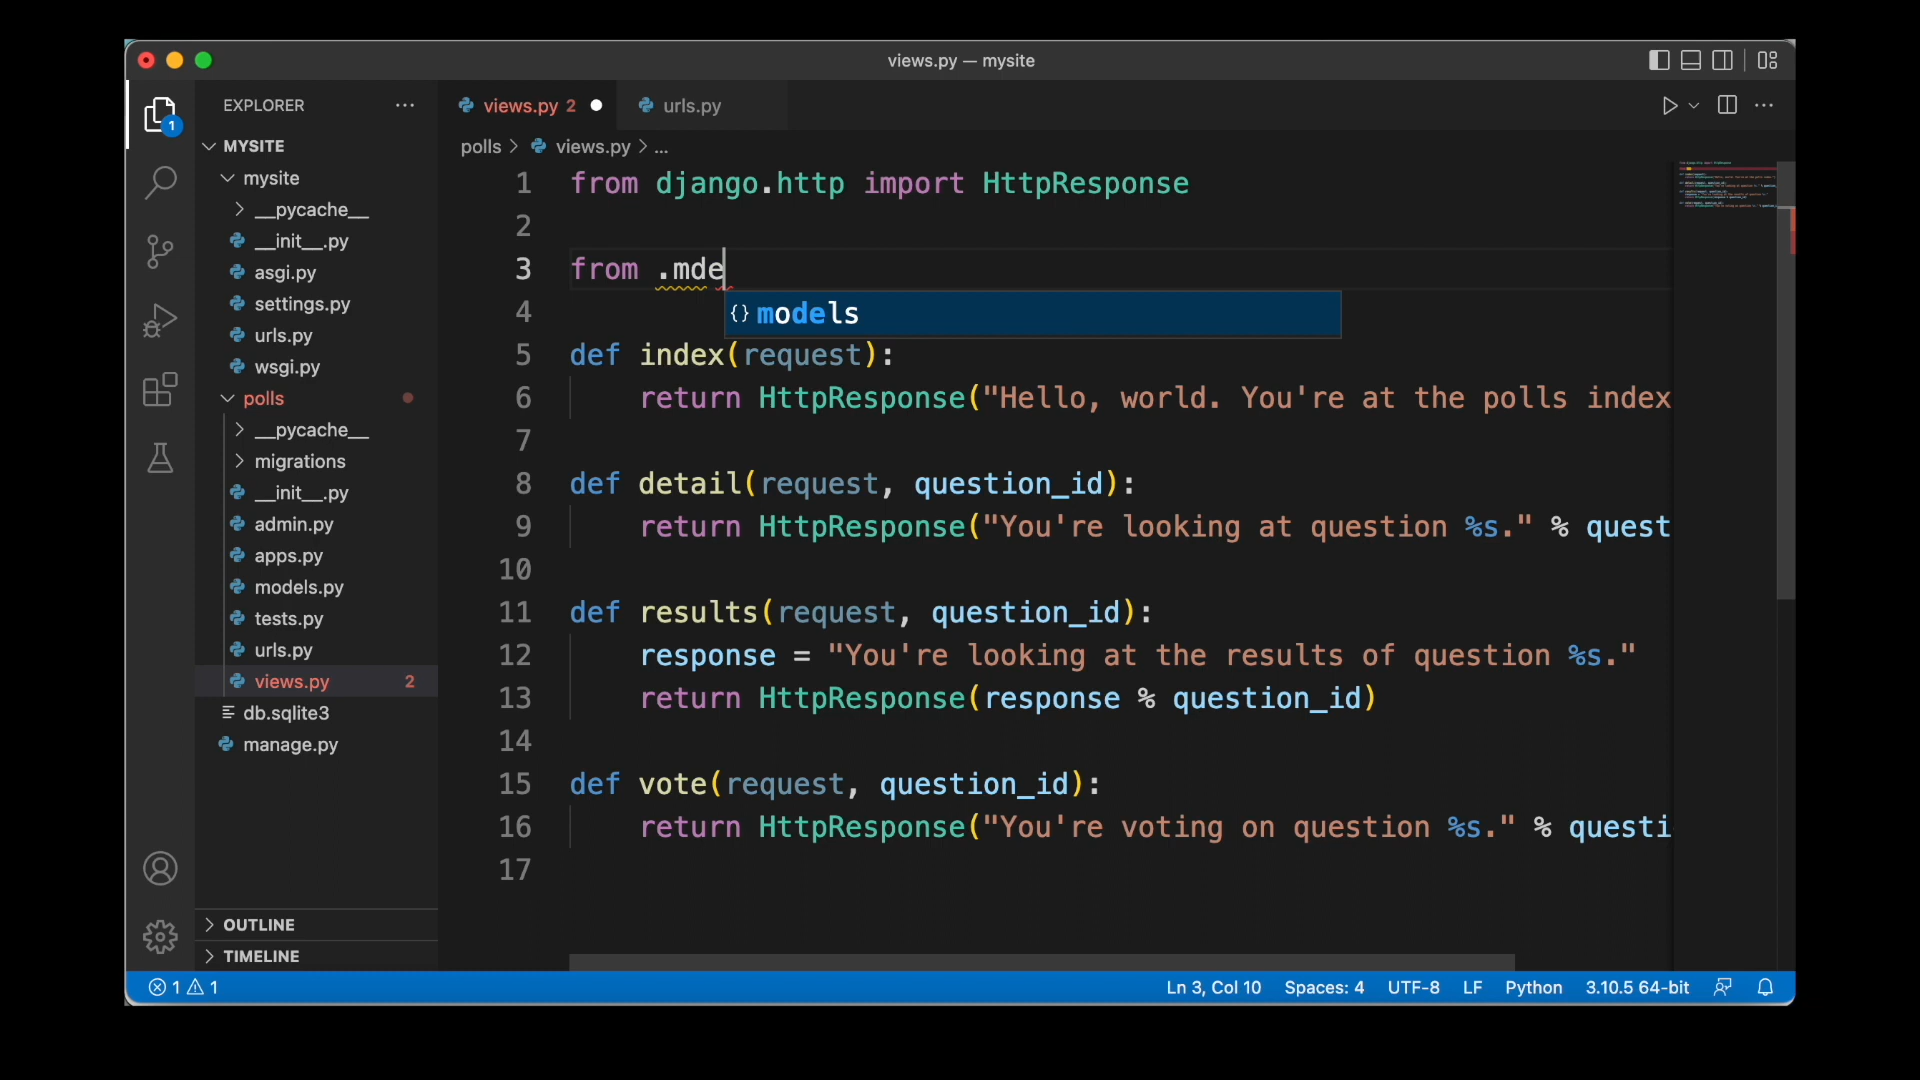 views.py — mysite
EXPLORER
views.py 2
urls.py
1
MYSITE
polls > views.py > ...
mysite
__pycache__
__init__.py
asgi.py
settings.py
urls.py
wsgi.py
polls
__pycache__
migrations
__init__.py
admin.py
apps.py
models.py
tests.py
urls.py
views.py 2
db.sqlite3
manage.py
OUTLINE
TIMELINE
1 from django.http import HttpResponse
2
3 from .mde
{} models
4
5 def index(request):
6 return HttpResponse("Hello, world. You're at the polls index
7
8 def detail(request, question_id):
9 return HttpResponse("You're looking at question %s." % quest
10
11 def results(request, question_id):
12 response = "You're looking at the results of question %s."
13 return HttpResponse(response % question_id)
14
15 def vote(request, question_id):
16 return HttpResponse("You're voting on question %s." % questi
17
1 1 Ln 3, Col 10 Spaces: 4 UTF-8 LF Python 3.10.5 64-bit